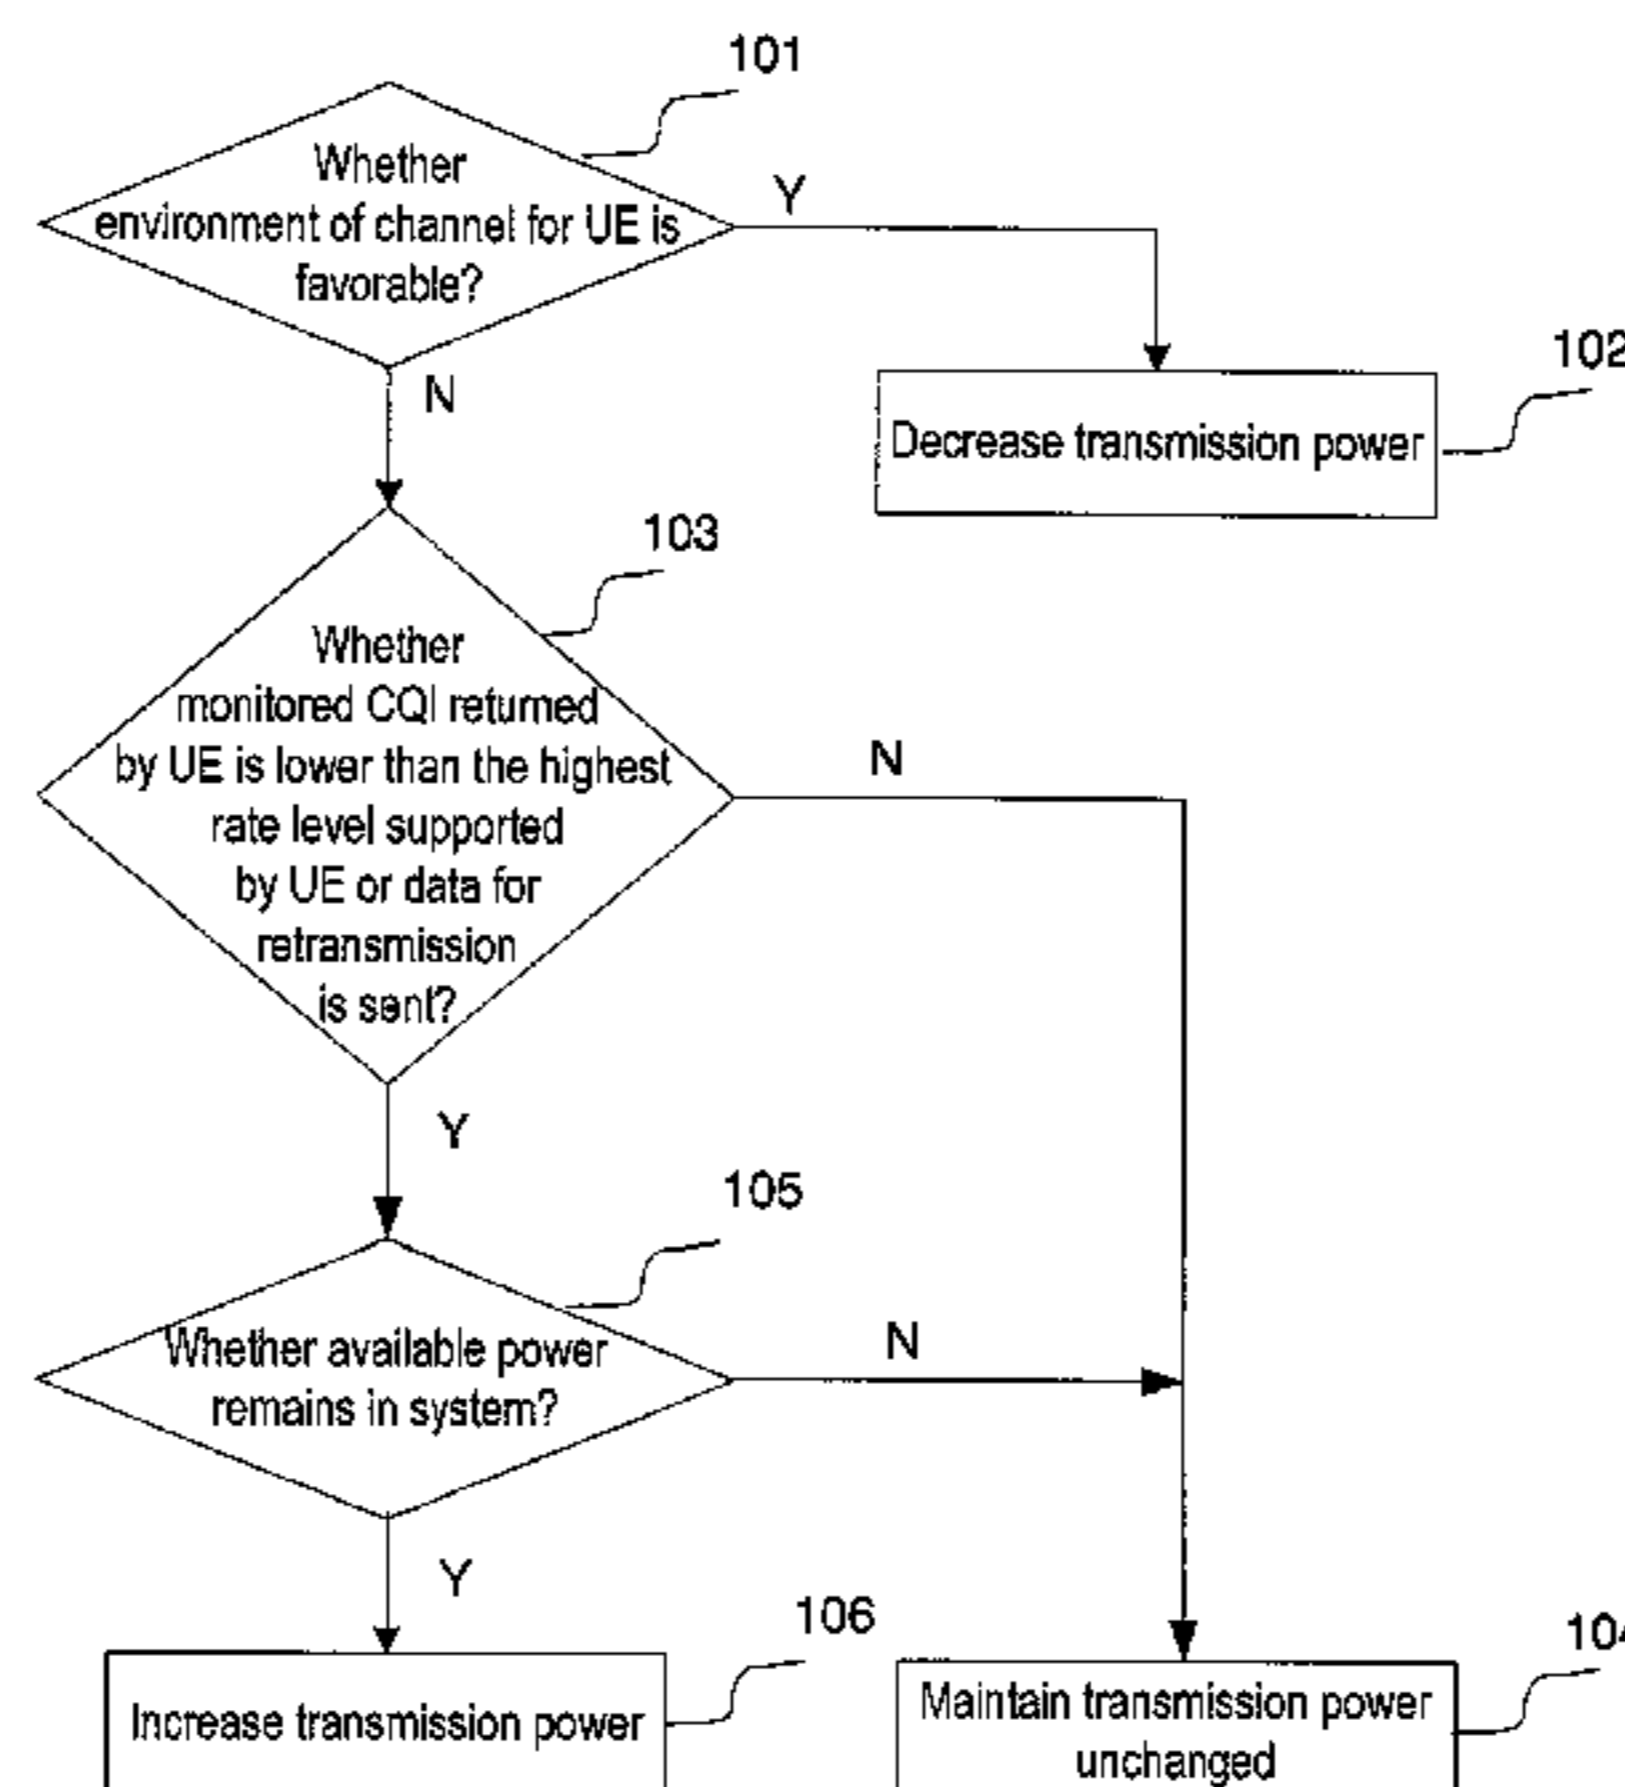 101
Whether
environment of channel for UE is
favorable?
Y
N
102
Decrease transmission power
103
Whether
monitored CQI returned
by UE is lower than the highest
rate level supported
by UE or data for
retransmission
is sent?
N
Y
105
Whether available power
remains in system?
N
Y
106
Increase transmission power
104
Maintain transmission power
unchanged